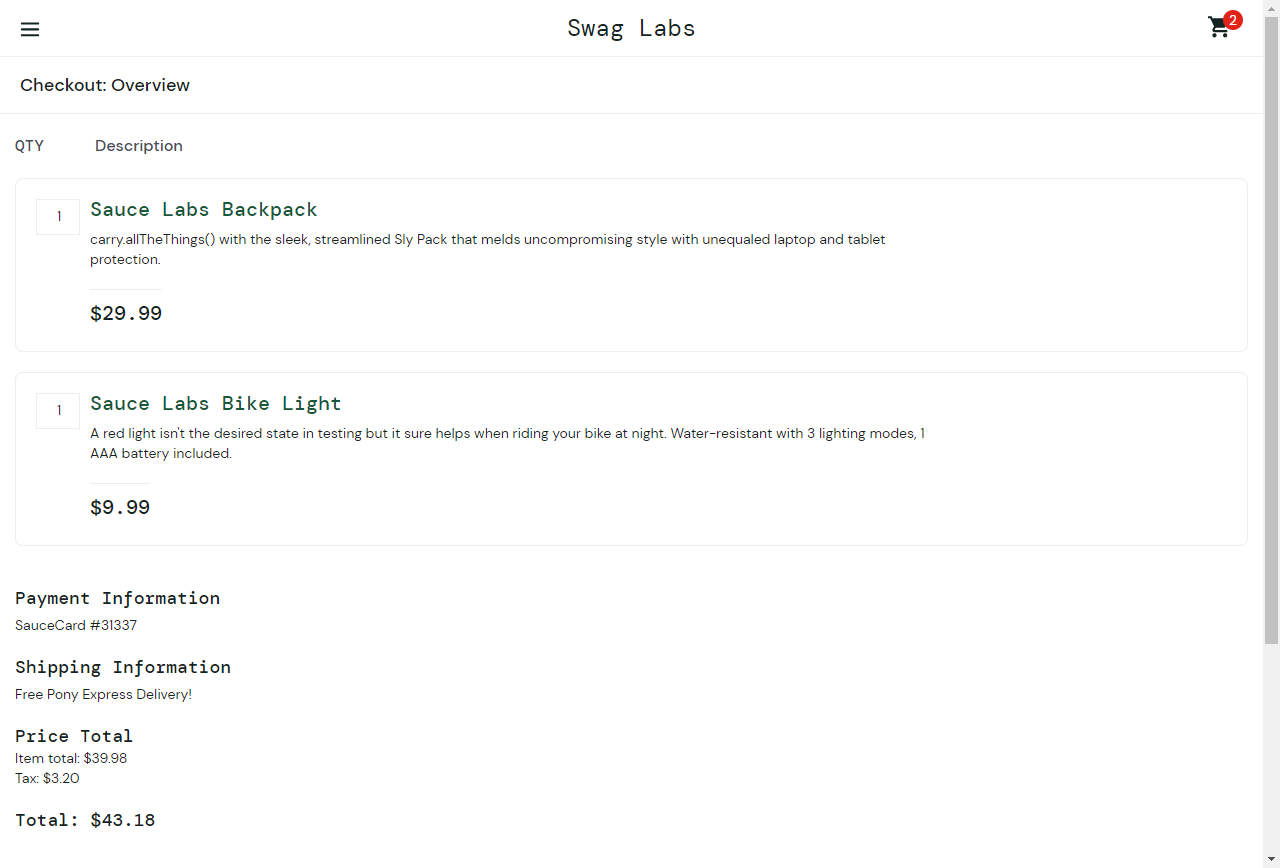 Swag Labs
2
Checkout: Overview
QTY Description
1 Sauce Labs Backpack
carry.allTheThings() with the sleek, streamlined Sly Pack that melds uncompromising style with unequaled laptop and tablet
protection.
$29.99
1 Sauce Labs Bike Light
A red light isn't the desired state in testing but it sure helps when riding your bike at night. Water-resistant with 3 lighting modes, 1
AAA battery included.
$9.99
Payment Information
SauceCard #31337
Shipping Information
Free Pony Express Delivery!
Price Total
Item total: $39.98
Tax: $3.20
Total: $43.18